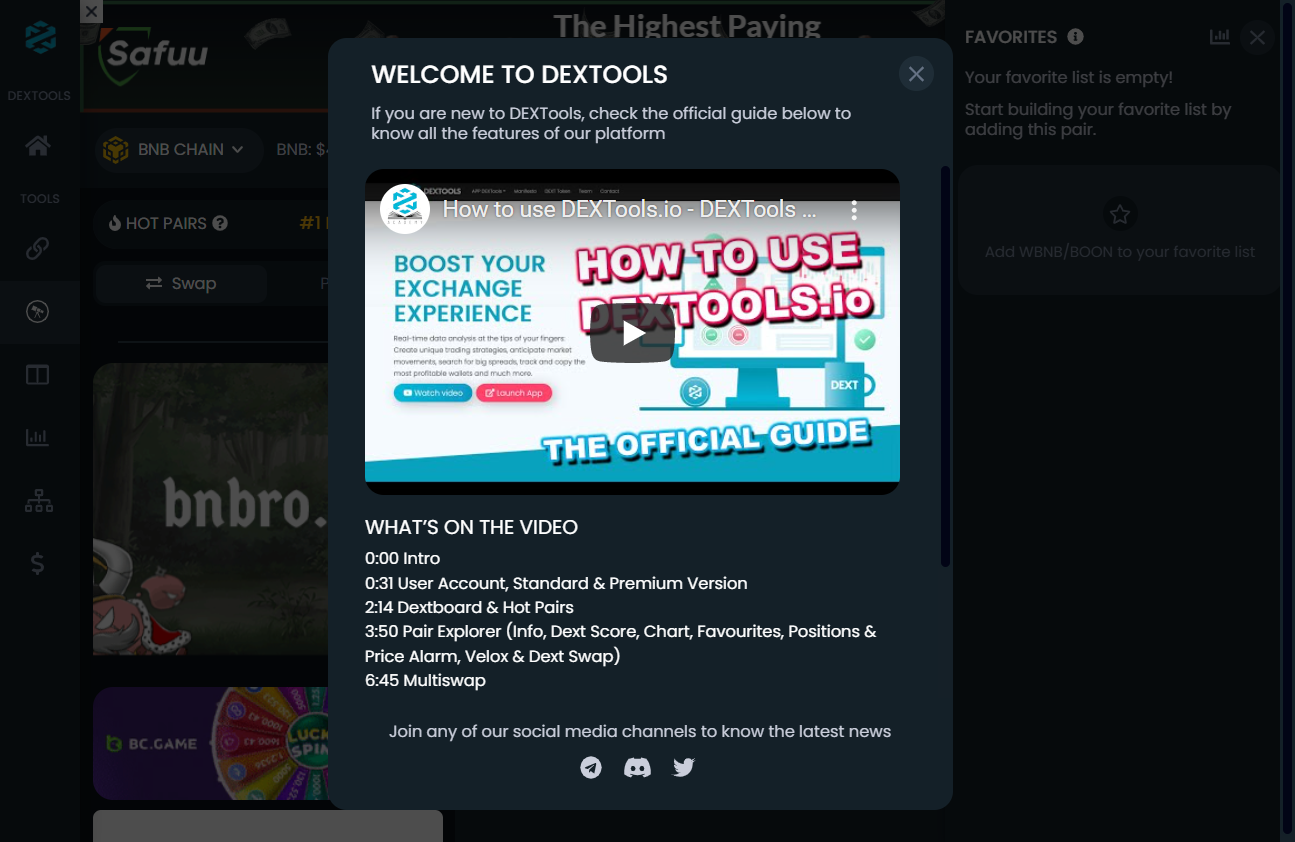 The Highest Paying
Safuu
DEXTOOLS
BNB CHAIN
BNB: $
TOOLS
HOT PAIRS
#1
Swap
bnbro.
BC.GAME
LUCKY
SPIN
WELCOME TO DEXTOOLS
If you are new to DEXTools, check the official guide below to
know all the features of our platform
DEXTOOLS APP DEXTools Manifesto DEXT Token Team Contact
How to use DEXTools.io - DEXTools ...
BOOST YOUR
EXCHANGE
EXPERIENCE
Real-time data analysis at the tips of your fingers:
Create unique trading strategies, anticipate market
movements, search for big spreads, track and copy the
most profitable wallets and much more.
Watch video
Launch App
HOW TO USE
DEXTOOLS.io
DEXT
THE OFFICIAL GUIDE
WHAT'S ON THE VIDEO
0:00 Intro
0:31 User Account, Standard & Premium Version
2:14 Dextboard & Hot Pairs
3:50 Pair Explorer (Info, Dext Score, Chart, Favourites, Positions &
Price Alarm, Velox & Dext Swap)
6:45 Multiswap
Join any of our social media channels to know the latest news
FAVORITES
Your favorite list is empty!
Start building your favorite list by
adding this pair.
Add WBNB/BOON to your favorite list